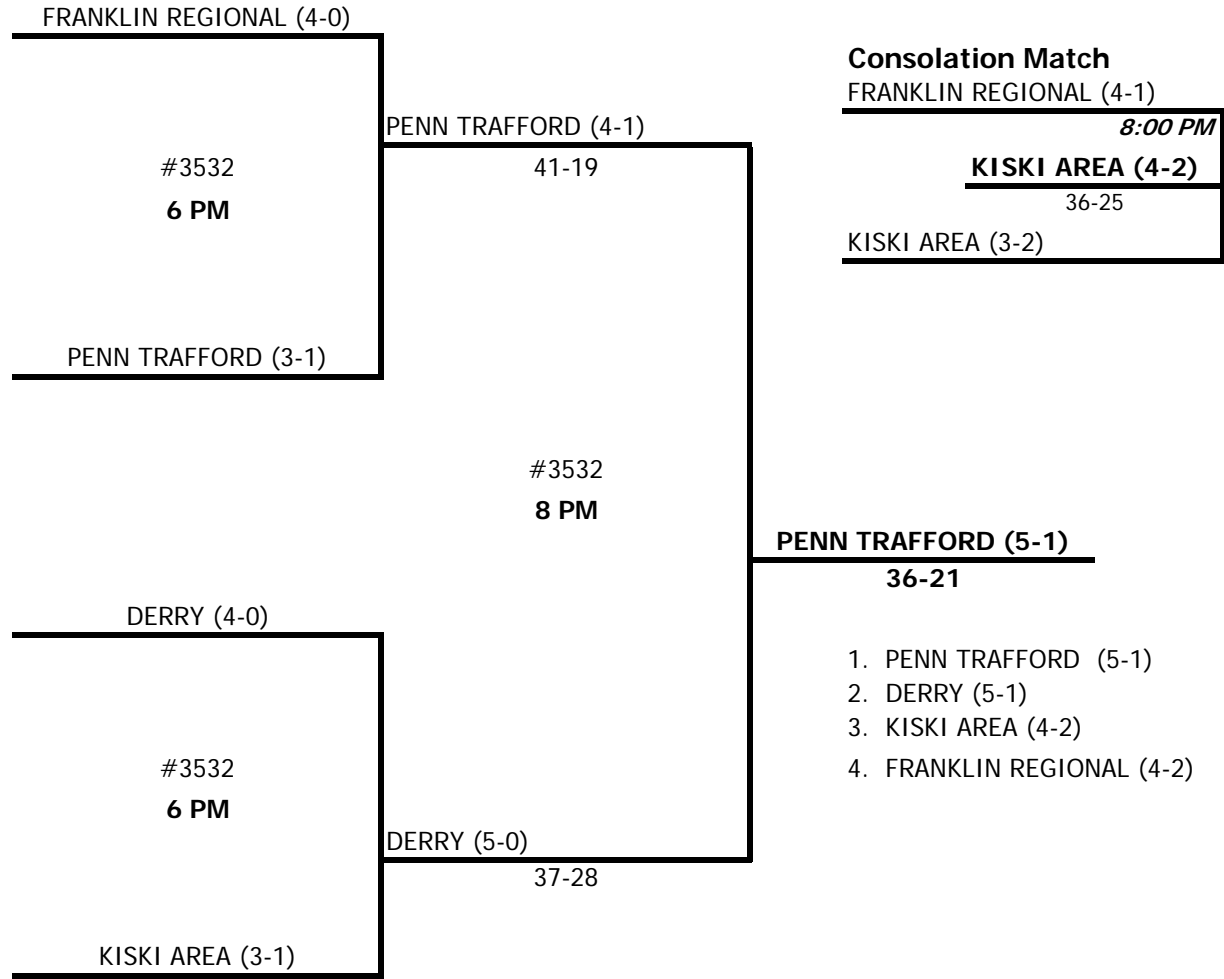 FRANKLIN REGIONAL (4-0)
#3532
6 PM
PENN TRAFFORD (3-1)
PENN TRAFFORD (4-1)
41-19
#3532
8 PM
DERRY (4-0)
#3532
6 PM
KISKI AREA (3-1)
DERRY (5-0)
37-28
PENN TRAFFORD (5-1)
36-21
Consolation Match
FRANKLIN REGIONAL (4-1)
8:00 PM
KISKI AREA (4-2)
36-25
KISKI AREA (3-2)
1. PENN TRAFFORD (5-1)
2. DERRY (5-1)
3. KISKI AREA (4-2)
4. FRANKLIN REGIONAL (4-2)